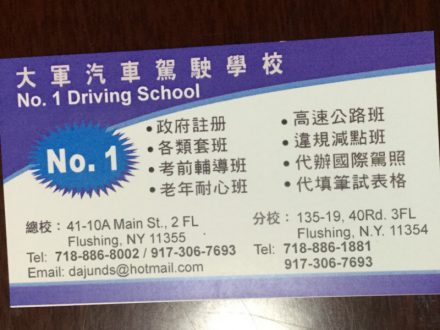 大軍汽車駕駛學校
No. 1 Driving School
No. 1
• 政府註册
• 各類套班
• 考前輔導班
• 老年耐心班
• 高速公路班
• 違規減點班
• 代辦國際駕照
• 代填筆試表格
總校：41-10A Main St., 2 FL
Flushing, NY 11355
Tel: 718-886-8002 / 917-306-7693
Email: dajunds@hotmail.com
分校：135-19, 40Rd. 3FL
Flushing, N.Y. 11354
Tel: 718-886-1881
917-306-7693